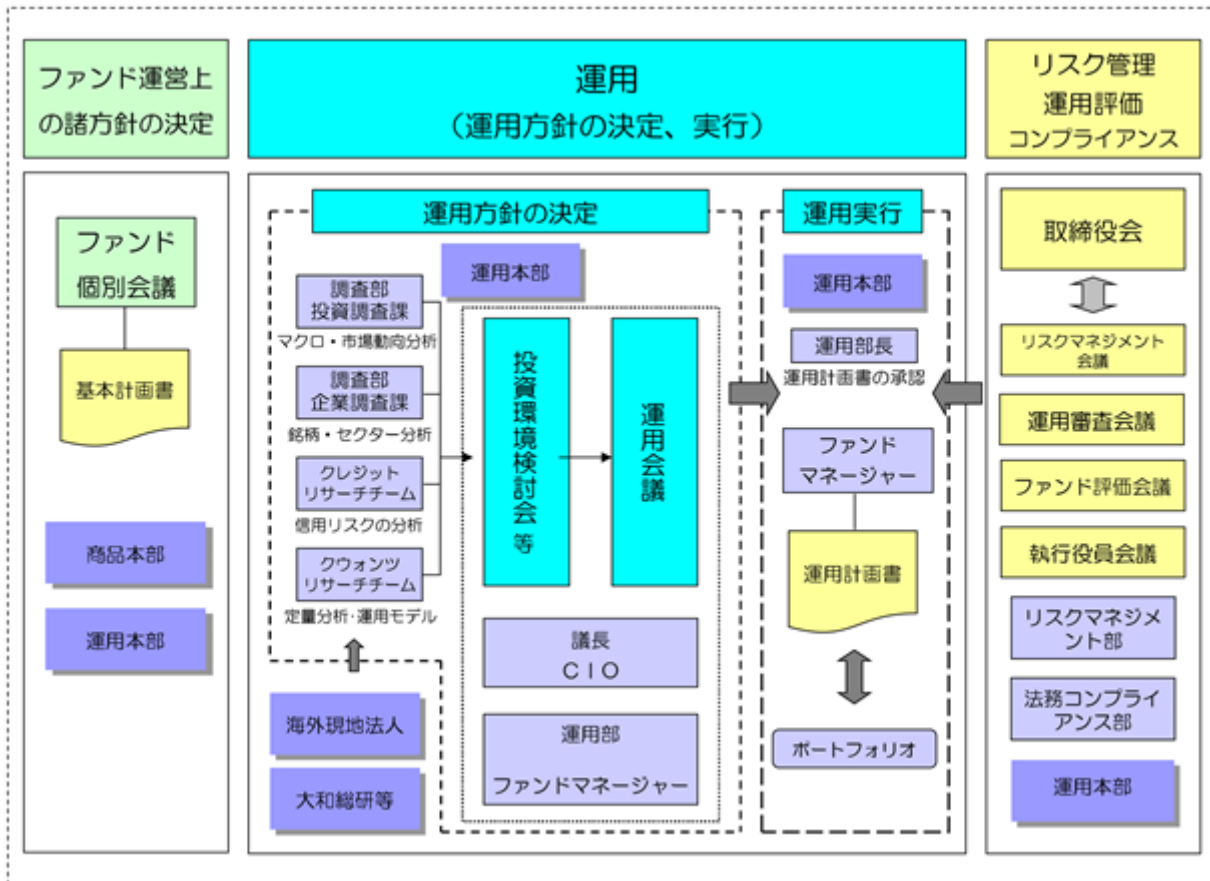 ファンド運営上
の諸方針の決定
運用
（運用方針の決定、実行）
リスク管理
運用評価
コンプライアンス
ファンド
個別会議
基本計画書
商品本部
運用本部
運用方針の決定
運用本部
調査部
投資調査課
マクロ・市場動向分析
調査部
企業調査課
銘柄・セクター分析
クレジット
リサーチチーム
信用リスクの分析
クウォンツ
リサーチチーム
定量分析・運用モデル
海外現地法人
大和総研等
投資環境検討会 等
運用会議
議長
CIO
運用部
ファンドマネージャー
運用実行
運用本部
運用部長
運用計画書の承認
ファンド
マネージャー
運用計画書
ポートフォリオ
取締役会
リスクマネジメント
会議
運用審査会議
ファンド評価会議
執行役員会議
リスクマネジメ
ント部
法務コンプライ
アンス部
運用本部